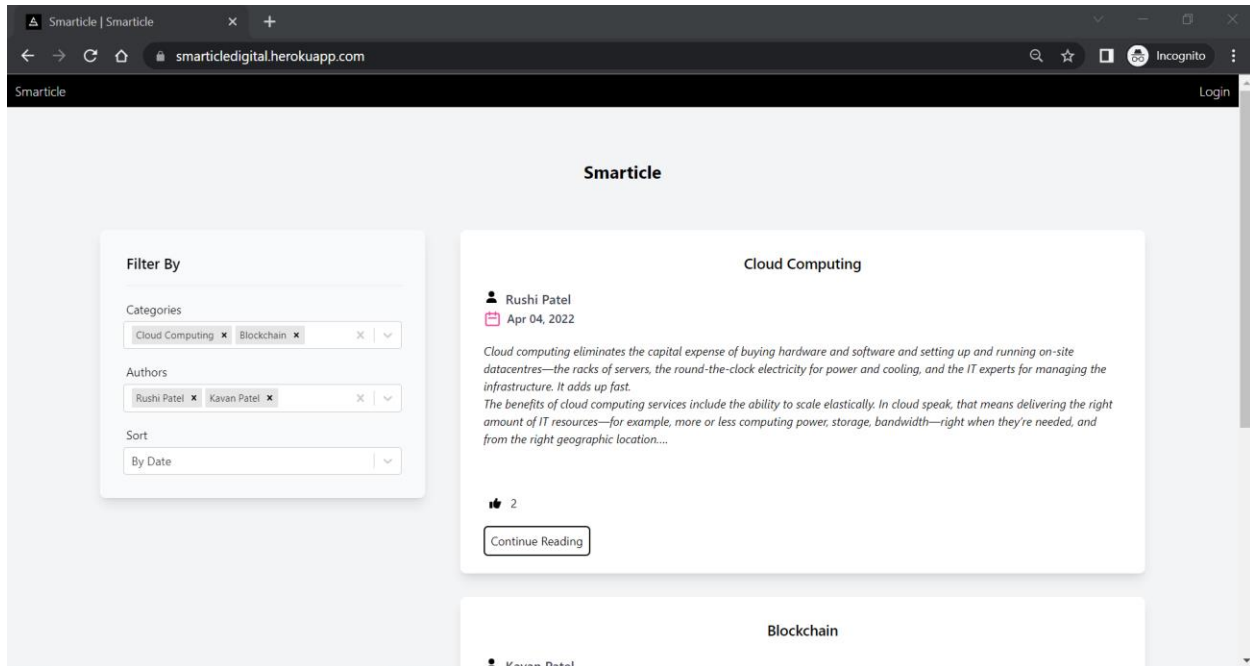 Smarticle | Smarticle
smarticledigital.herokuapp.com
Incognito
Smarticle
Login
Smarticle
Filter By
Categories
Cloud Computing
Blockchain
Authors
Rushi Patel
Kavan Patel
Sort
By Date
Cloud Computing
Rushi Patel
Apr 04, 2022
Cloud computing eliminates the capital expense of buying hardware and software and setting up and running on-site
datacentres—the racks of servers, the round-the-clock electricity for power and cooling, and the IT experts for managing the
infrastructure. It adds up fast.
The benefits of cloud computing services include the ability to scale elastically. In cloud speak, that means delivering the right
amount of IT resources—for example, more or less computing power, storage, bandwidth—right when they're needed, and
from the right geographic location....
2
Continue Reading
Blockchain
Kavan Patel